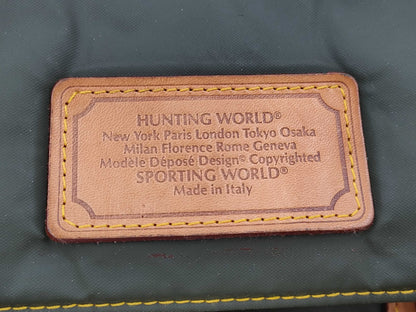 HUNTING WORLD®
New York Paris London Tokyo Osaka
Milan Florence Rome Geneva
Modèle Déposé Design© Copyrighted
SPORTING WORLD®
Made in Italy